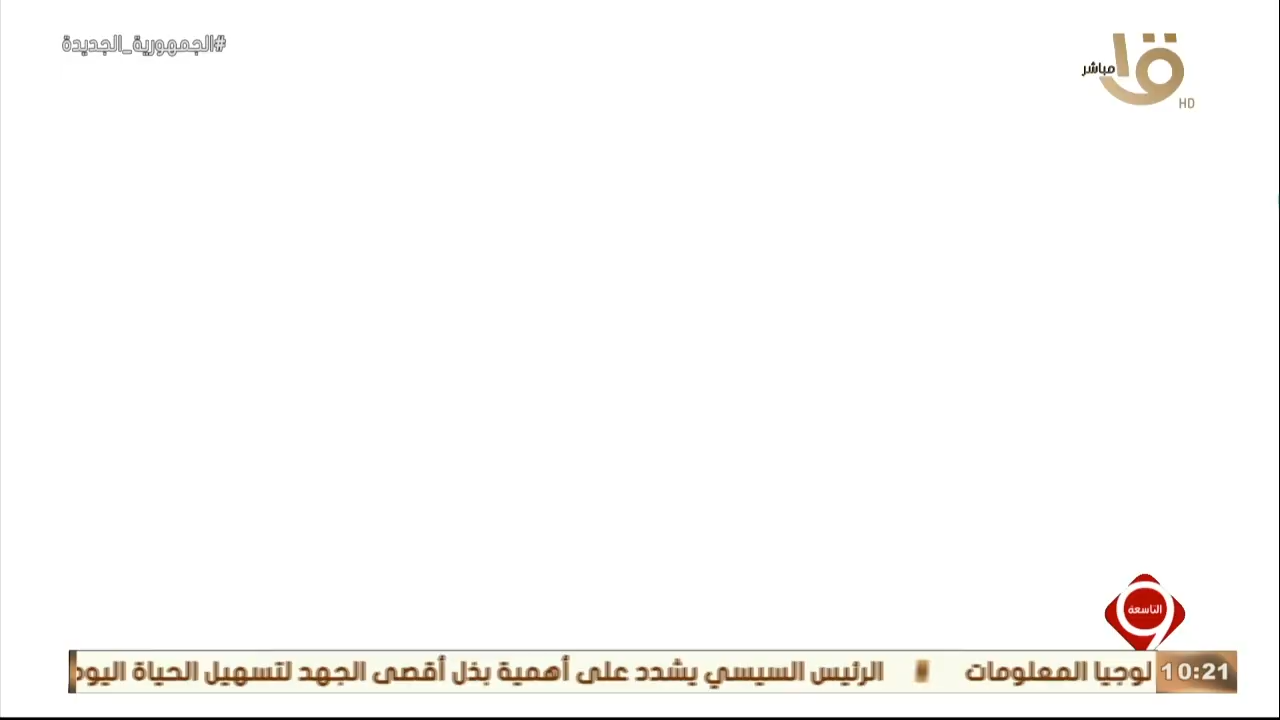 #الجمهورية_الجديدة
مباشر
HD
التاسعة
10:21
لوجيا المعلومات
الرئيس السيسي يشدد على أهمية بذل أقصى الجهد لتسهيل الحياة